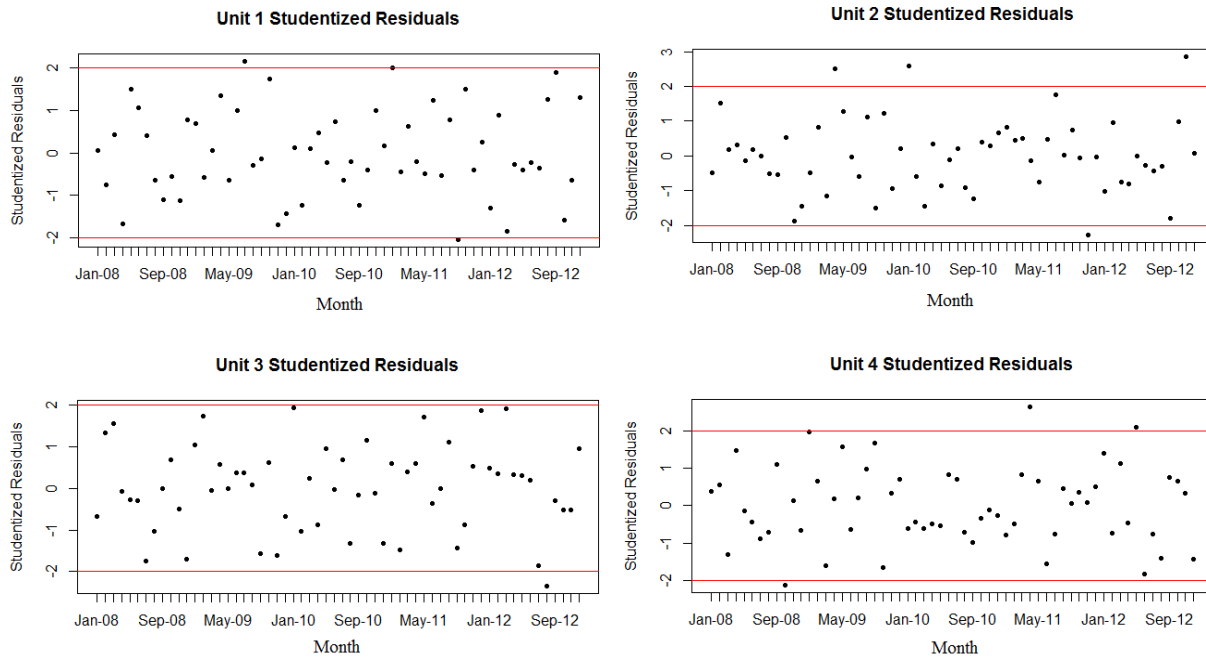 Unit 1 Studentized Residuals
Studentized Residuals
2
1
0
-1
-2
Jan-08 Sep-08 May-09 Jan-10 Sep-10 May-11 Jan-12 Sep-12
Month
Unit 2 Studentized Residuals
Studentized Residuals
3
2
1
0
-1
-2
Jan-08 Sep-08 May-09 Jan-10 Sep-10 May-11 Jan-12 Sep-12
Month
Unit 3 Studentized Residuals
Studentized Residuals
2
1
0
-1
-2
Jan-08 Sep-08 May-09 Jan-10 Sep-10 May-11 Jan-12 Sep-12
Month
Unit 4 Studentized Residuals
Studentized Residuals
2
1
0
-1
-2
Jan-08 Sep-08 May-09 Jan-10 Sep-10 May-11 Jan-12 Sep-12
Month